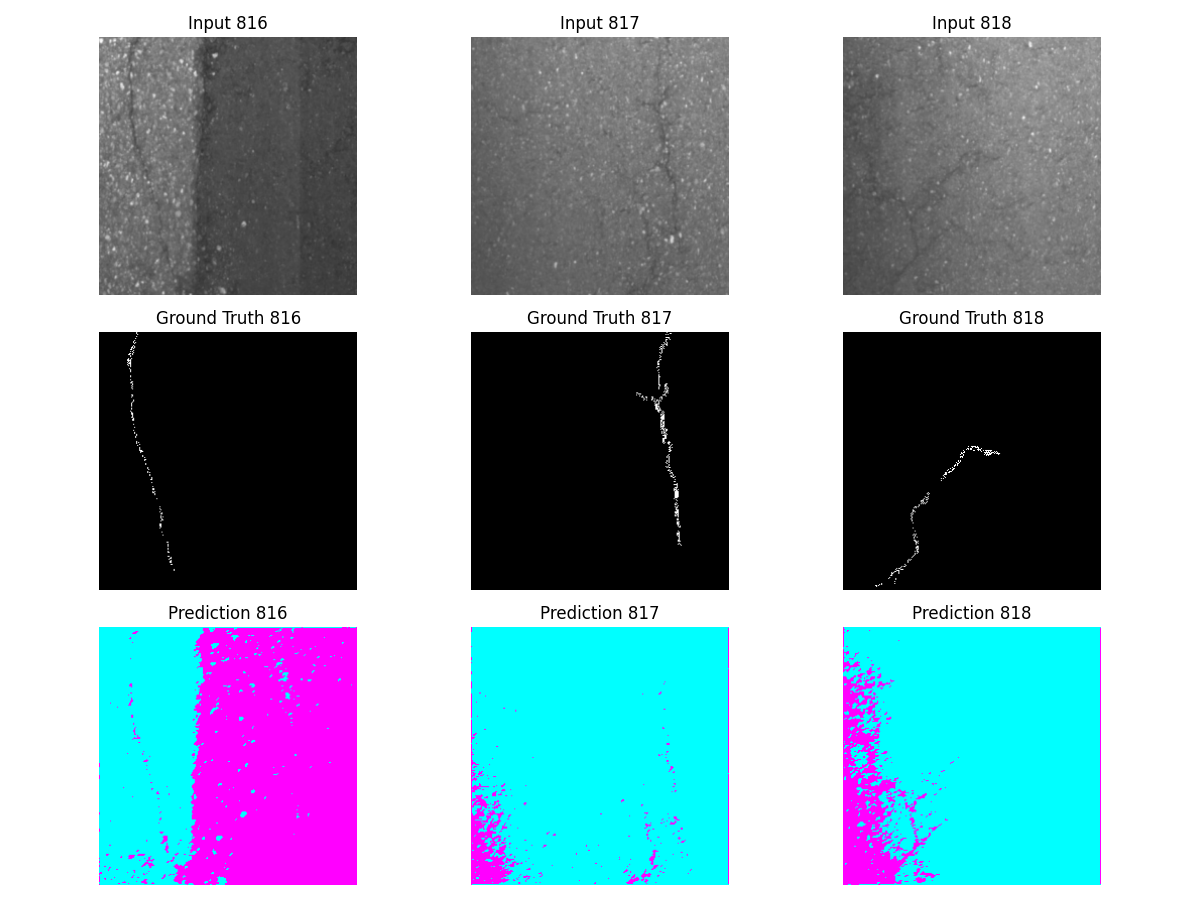 Input 816
Input 817
Input 818
Ground Truth 816
Ground Truth 817
Ground Truth 818
Prediction 816
Prediction 817
Prediction 818